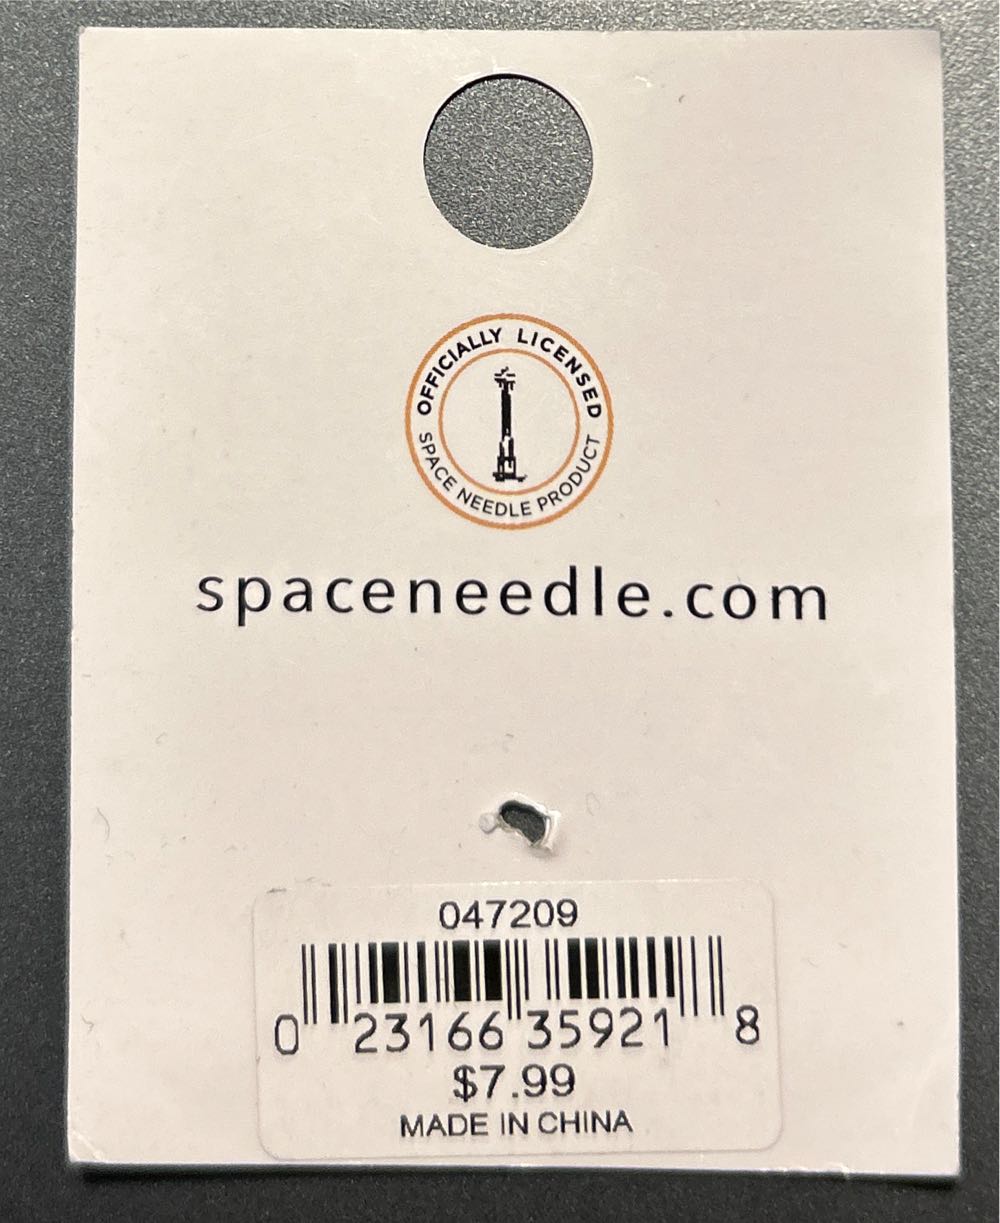 OFFICIALLY LICENSED
SPACE NEEDLE PRODUCT
spaceneedle.com
047209
0 23166 35921 8
$7.99
MADE IN CHINA